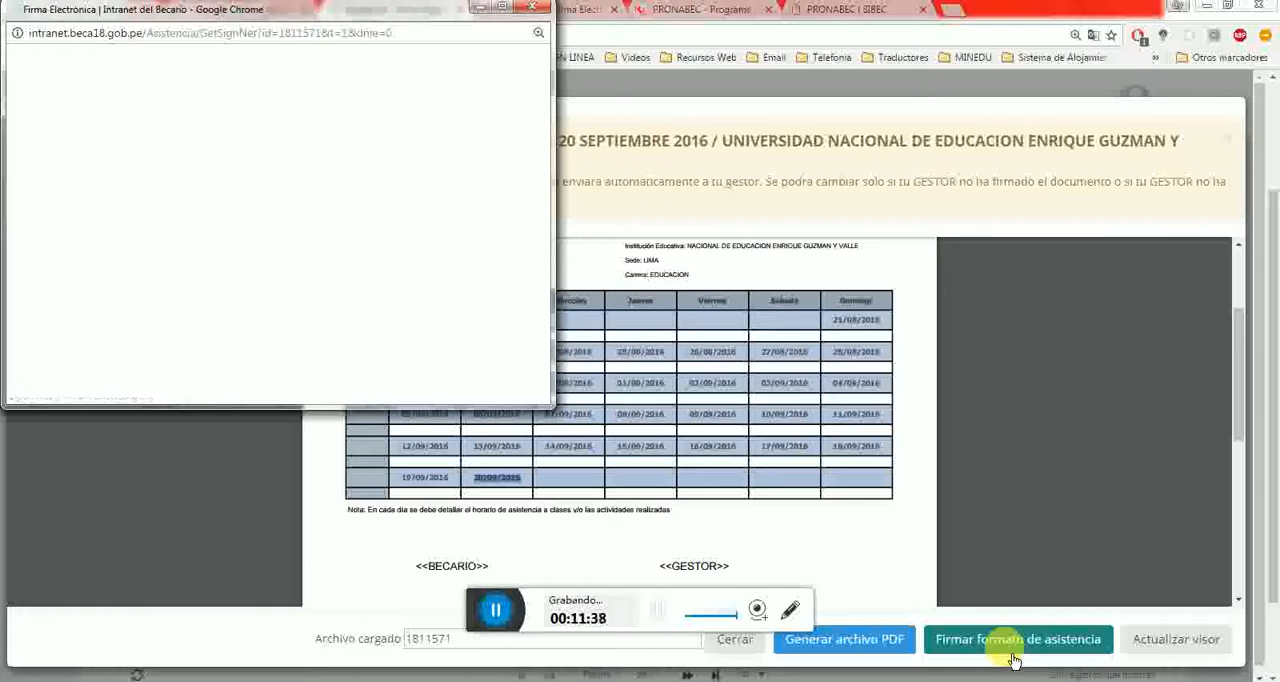 Firma Electrónica | Intranet del Becario - Google Chrome
PRONABEC - Programa
PRONABEC | SIBEC
intranet.beca18.gob.pe/Asistencia/GetSignNer/?id=1811571&t=1&dnie=0
EN LINEA
Videos
Recursos Web
Email
Telefonia
Traductores
MINEDU
Sistema de Alojamier
»
Otros marcadores
20 SEPTIEMBRE 2016 / UNIVERSIDAD NACIONAL DE EDUCACION ENRIQUE GUZMAN Y
enviara automaticamente a tu gestor. Se podra cambiar solo si tu GESTOR no ha firmado el documento o si tu GESTOR no ha
Institución Educativa: NACIONAL DE EDUCACION ENRIQUE GUZMAN Y VALLE
Sede: LIMA
Carrera: EDUCACION
Jueves Viernes Sábado Domingo
21/08/2016
25/08/2016 26/08/2016 27/08/2016 28/08/2016
01/09/2016 02/09/2016 03/09/2016 04/09/2016
08/09/2016 09/09/2016 10/09/2016 11/09/2016
12/09/2016 13/09/2016 14/09/2016 15/09/2016 16/09/2016 17/09/2016 18/09/2016
19/09/2016 20/09/2016
Nota: En cada dia se debe detallar el horario de asistencia a clases y/o las actividades realizadas
<<BECARIO>> <<GESTOR>>
Grabando...
00:11:38
Archivo cargado 1811571 Cerrar Generar archivo PDF Firmar formato de asistencia Actualizar visor